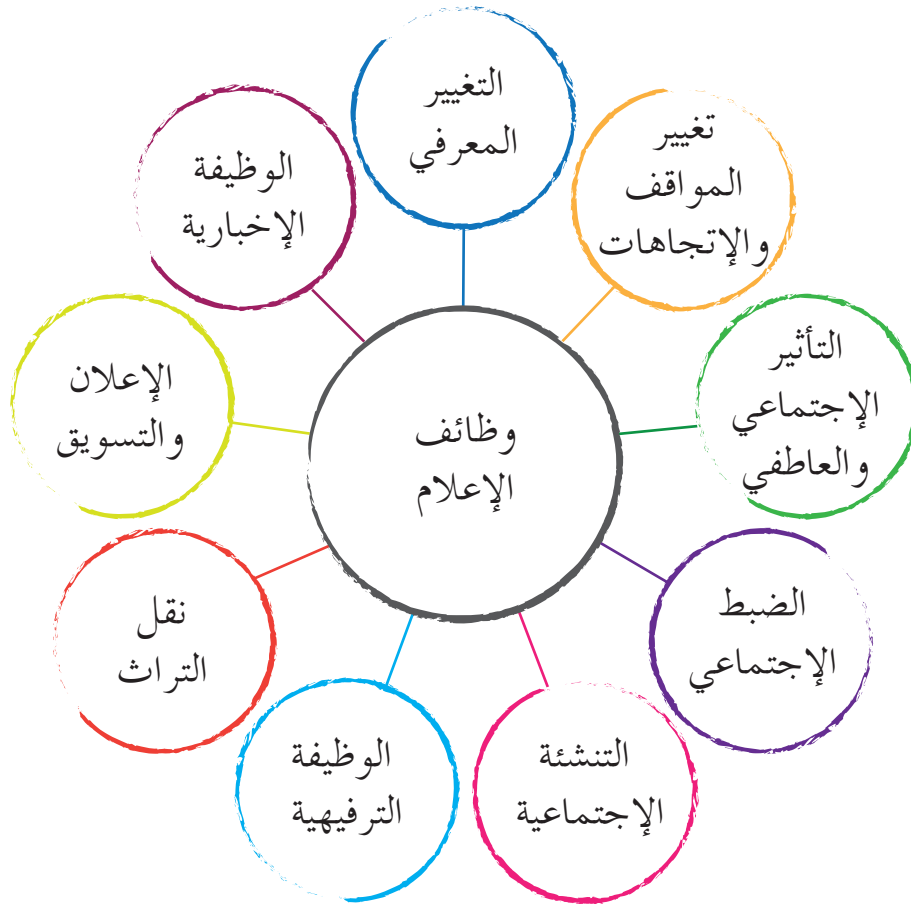 وظائف
الإعلام
التغيير
المعرفي
تغيير
المواقف
والإتجاهات
التأثير
الإجتماعي
والعاطفي
الضبط
الإجتماعي
التنشئة
الإجتماعية
الوظيفة
الترفيهية
نقل
التراث
الإعلان
والتسويق
الوظيفة
الإخبارية